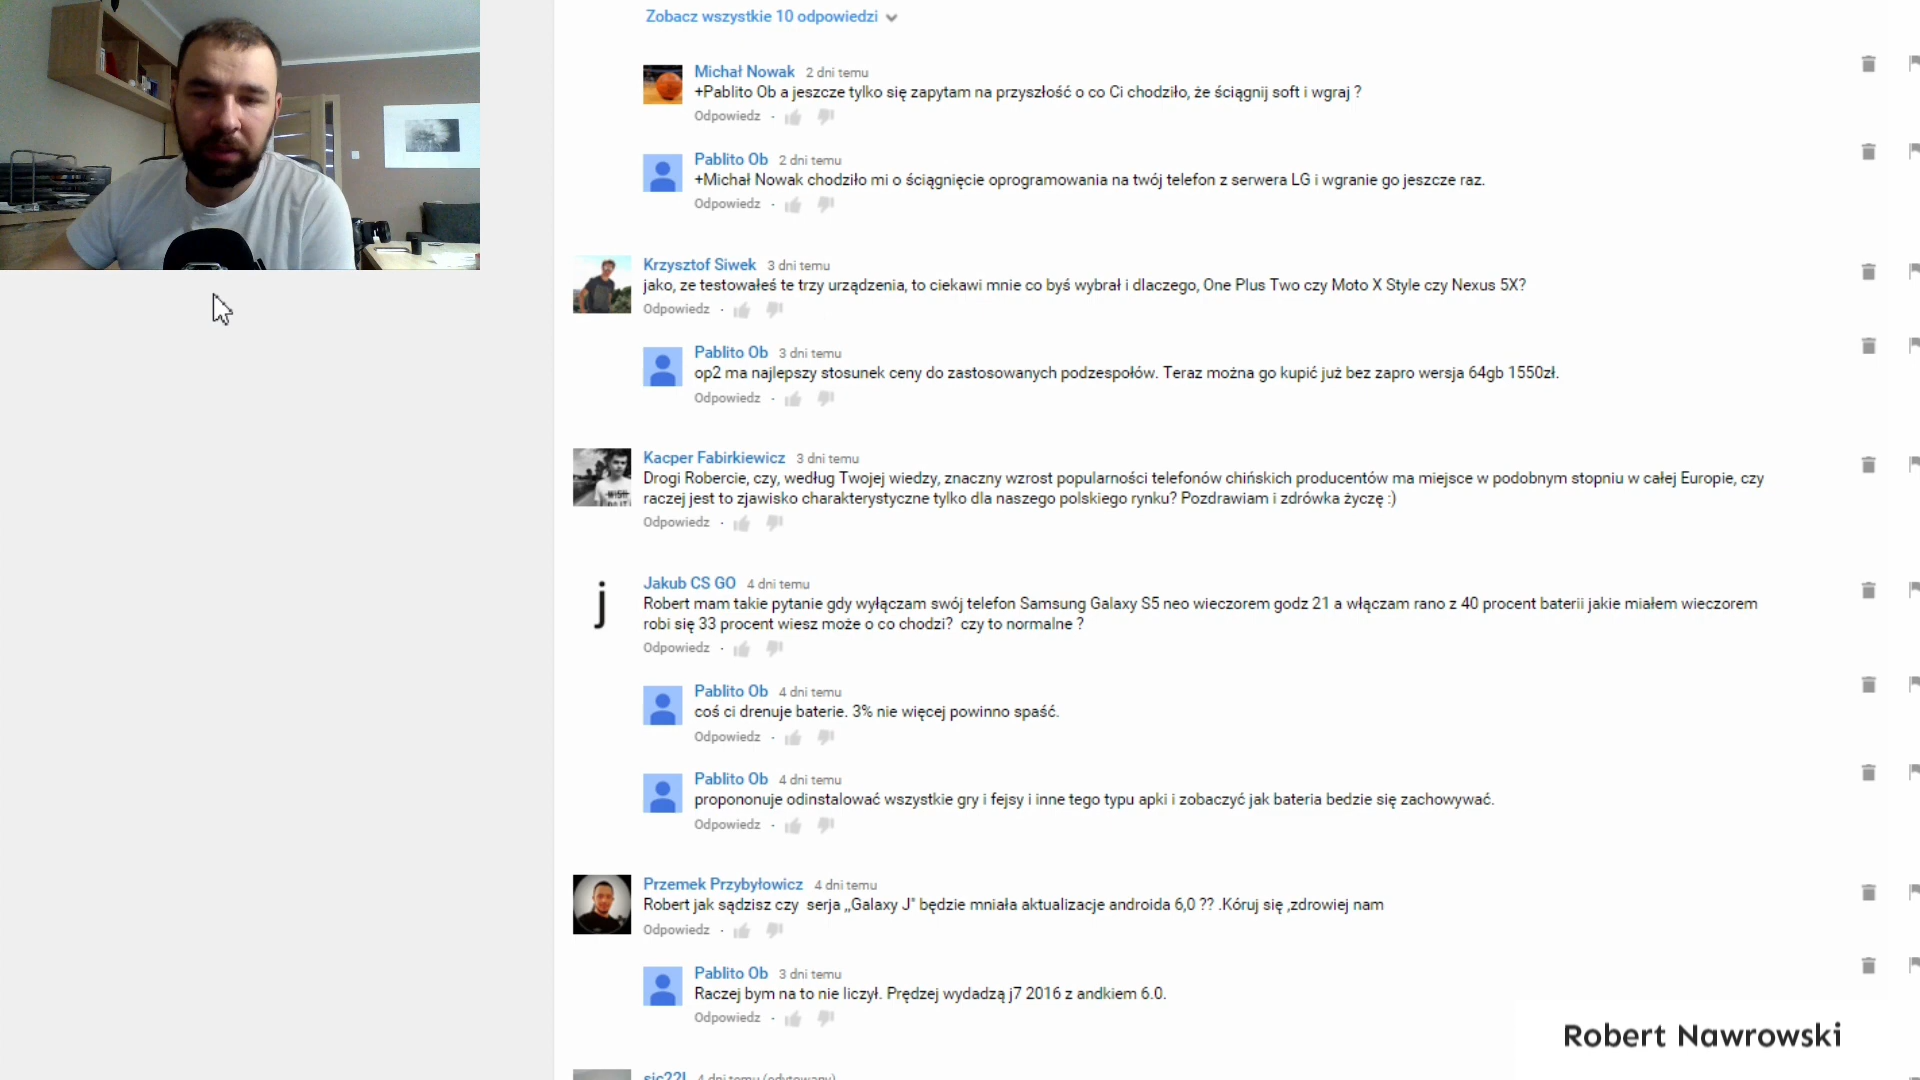 Zobacz wszystkie 10 odpowiedzi
Michał Nowak 2 dni temu
+Pablito Ob a jeszcze tylko się zapytam na przyszłość o co Ci chodziło, że ściągnij soft i wgraj ?
Odpowiedz ·
Pablito Ob 2 dni temu
+Michał Nowak chodziło mi o ściągnięcie oprogramowania na twój telefon z serwera LG i wgranie go jeszcze raz.
Odpowiedz ·
Krzysztof Siwek 3 dni temu
jako, ze testowałeś te trzy urządzenia, to ciekawi mnie co byś wybrał i dlaczego, One Plus Two czy Moto X Style czy Nexus 5X?
Odpowiedz ·
Pablito Ob 3 dni temu
op2 ma najlepszy stosunek ceny do zastosowanych podzespołów. Teraz można go kupić już bez zapro wersja 64gb 1550zł.
Odpowiedz ·
Kacper Fabirkiewicz 3 dni temu
Drogi Robercie, czy, według Twojej wiedzy, znaczny wzrost popularności telefonów chińskich producentów ma miejsce w podobnym stopniu w całej Europie, czy
raczej jest to zjawisko charakterystyczne tylko dla naszego polskiego rynku? Pozdrawiam i zdrówka życzę :)
Odpowiedz ·
j
Jakub CS GO 4 dni temu
Robert mam takie pytanie gdy wyłączam swój telefon Samsung Galaxy S5 neo wieczorem godz 21 a włączam rano z 40 procent baterii jakie miałem wieczorem
robi się 33 procent wiesz może o co chodzi? czy to normalne ?
Odpowiedz ·
Pablito Ob 4 dni temu
coś ci drenuje baterie. 3% nie więcej powinno spaść.
Odpowiedz ·
Pablito Ob 4 dni temu
propononuje odinstalować wszystkie gry i fejsy i inne tego typu apki i zobaczyć jak bateria bedzie się zachowywać.
Odpowiedz ·
Przemek Przybyłowicz 4 dni temu
Robert jak sądzisz czy serja ,,Galaxy J" będzie mniała aktualizacje androida 6,0 ?? .Kóruj się ,zdrowiej nam
Odpowiedz ·
Pablito Ob 3 dni temu
Raczej bym na to nie liczył. Prędzej wydadzą j7 2016 z andkiem 6.0.
Odpowiedz ·
Robert Nawrowski
4 dni temu (edytowany)